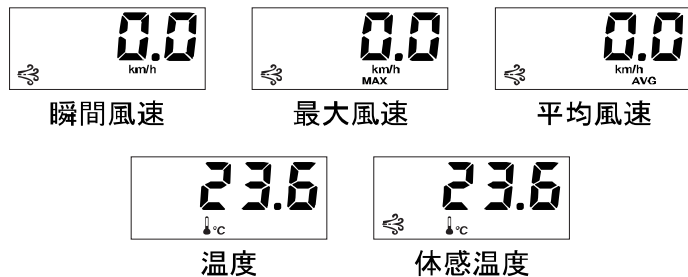 0.0 0.0 0.0
km/h km/h km/h
MAX AVG
瞬間風速 最大風速 平均風速
23.6 23.6
°C °C
温度 体感温度